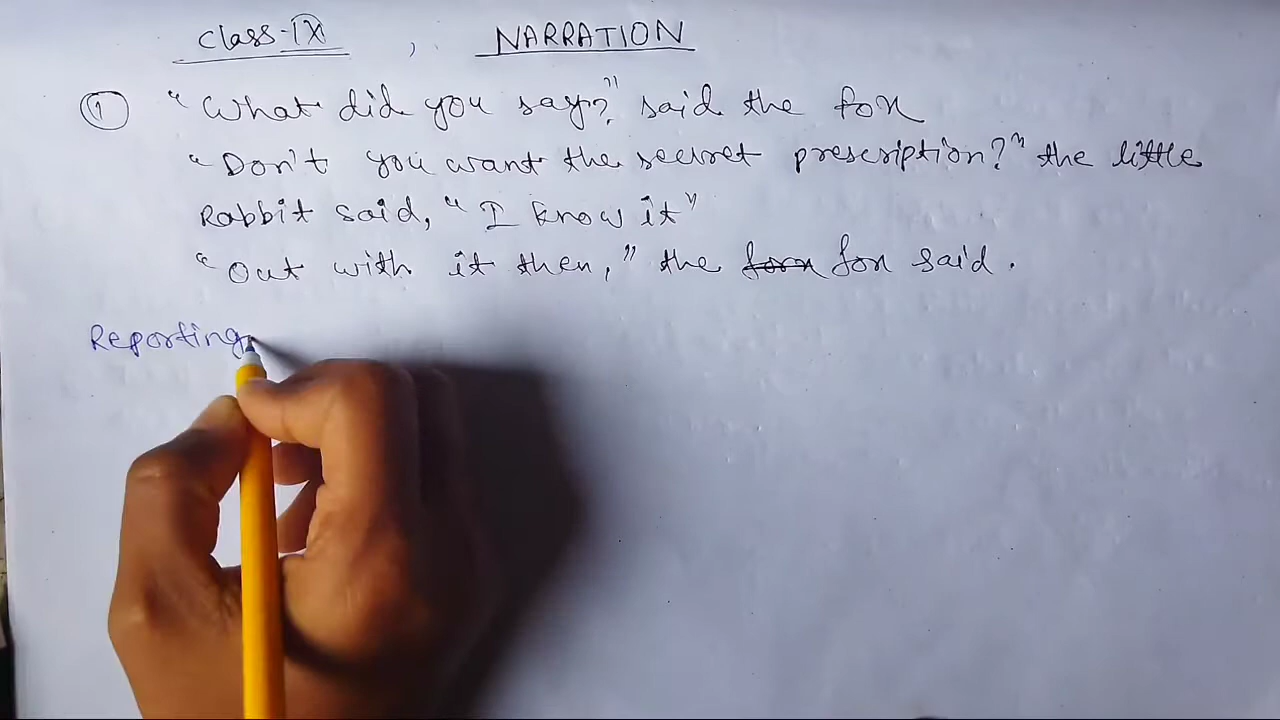 Class-IX , NARRATION
① "What did you say?" said the fox
"Don't you want the secret prescription?" the little
Rabbit said, "I know it"
"Out with it then," the fox said.
Reporting